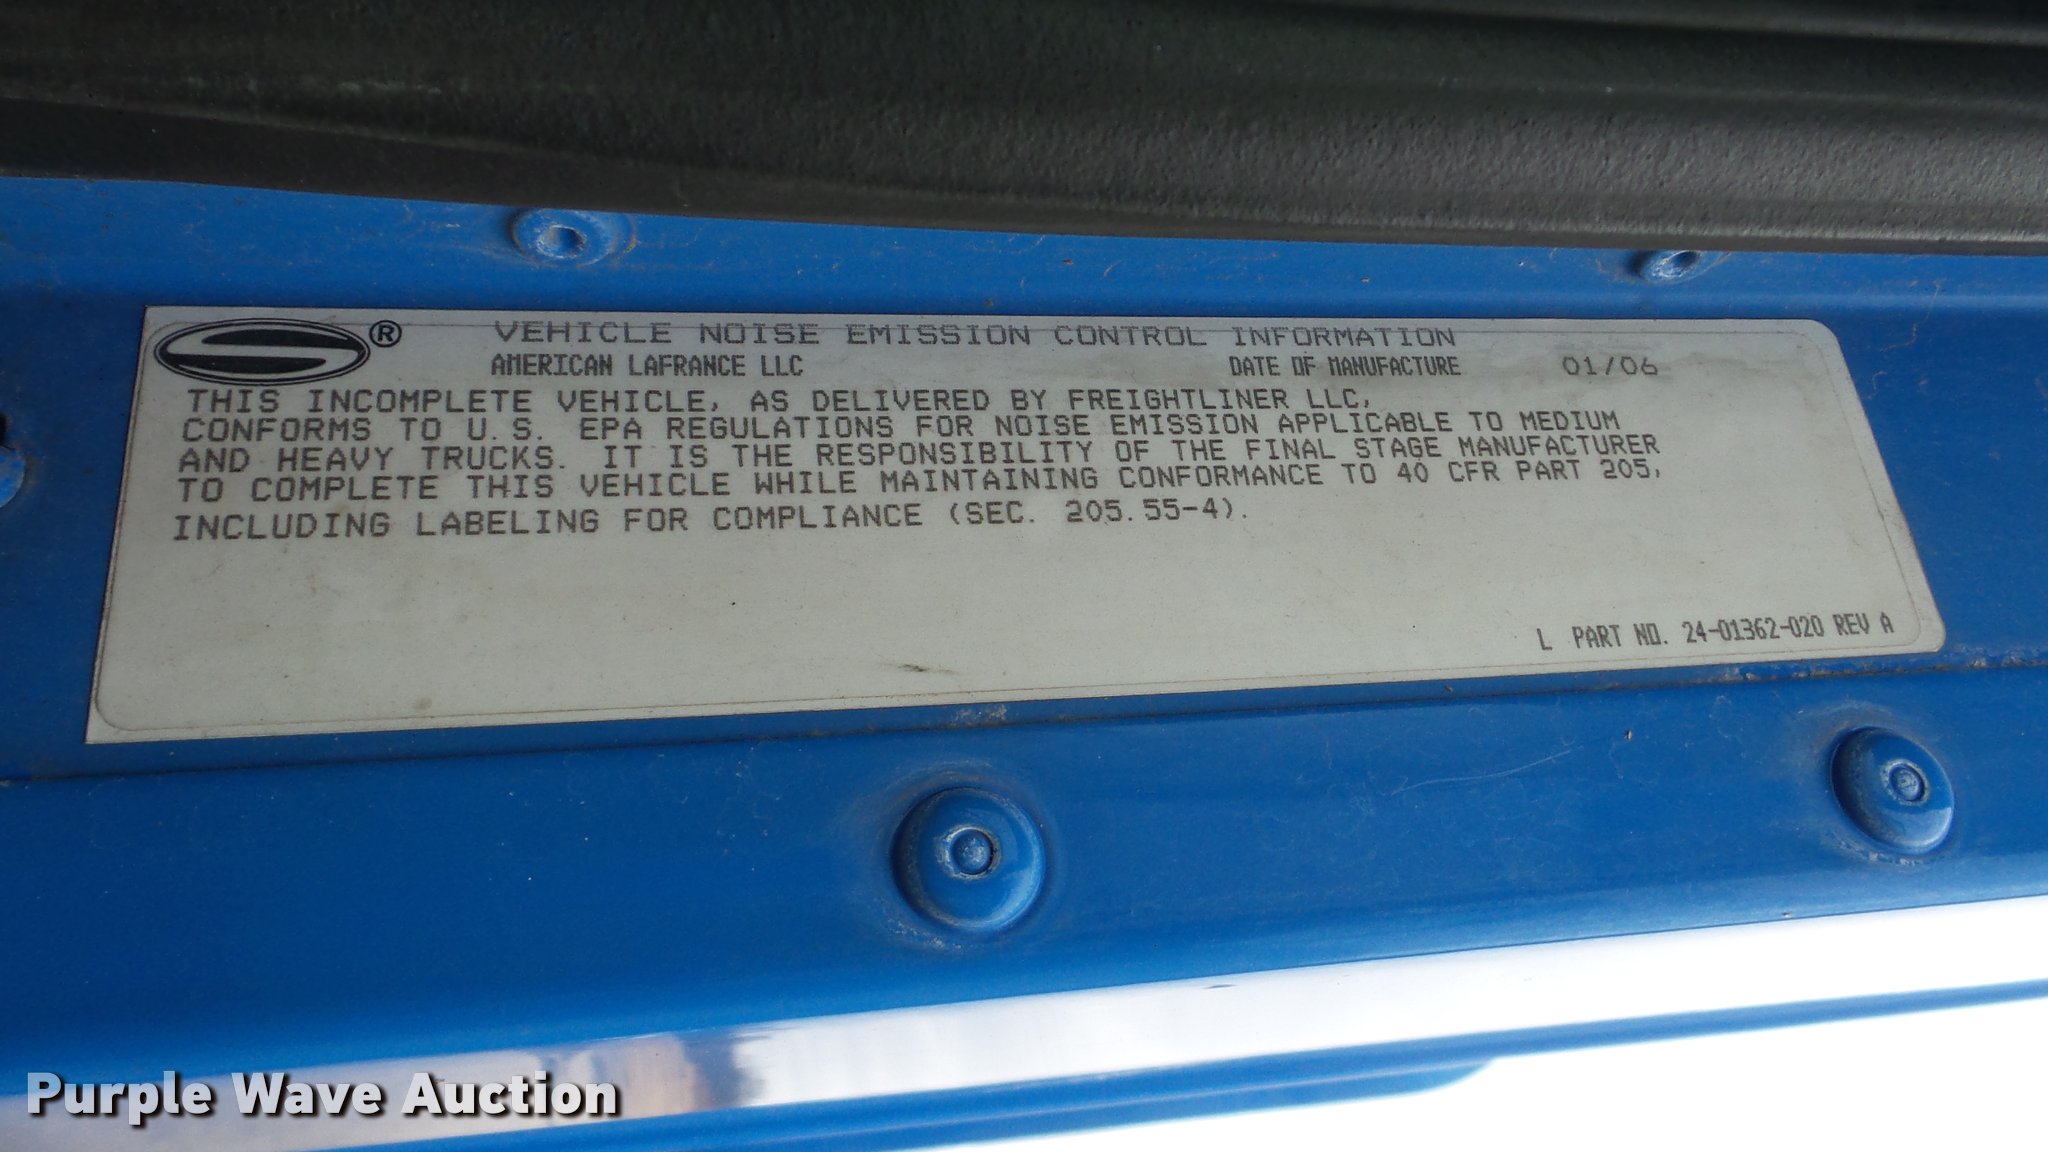 S ®
VEHICLE NOISE EMISSION CONTROL INFORMATION
AMERICAN LAFRANCE LLC DATE OF MANUFACTURE 01/06
THIS INCOMPLETE VEHICLE, AS DELIVERED BY FREIGHTLINER LLC,
CONFORMS TO U.S. EPA REGULATIONS FOR NOISE EMISSION APPLICABLE TO MEDIUM
AND HEAVY TRUCKS. IT IS THE RESPONSIBILITY OF THE FINAL STAGE MANUFACTURER
TO COMPLETE THIS VEHICLE WHILE MAINTAINING CONFORMANCE TO 40 CFR PART 205,
INCLUDING LABELING FOR COMPLIANCE (SEC. 205.55-4).
L PART NO. 24-01362-020 REV A
Purple Wave Auction